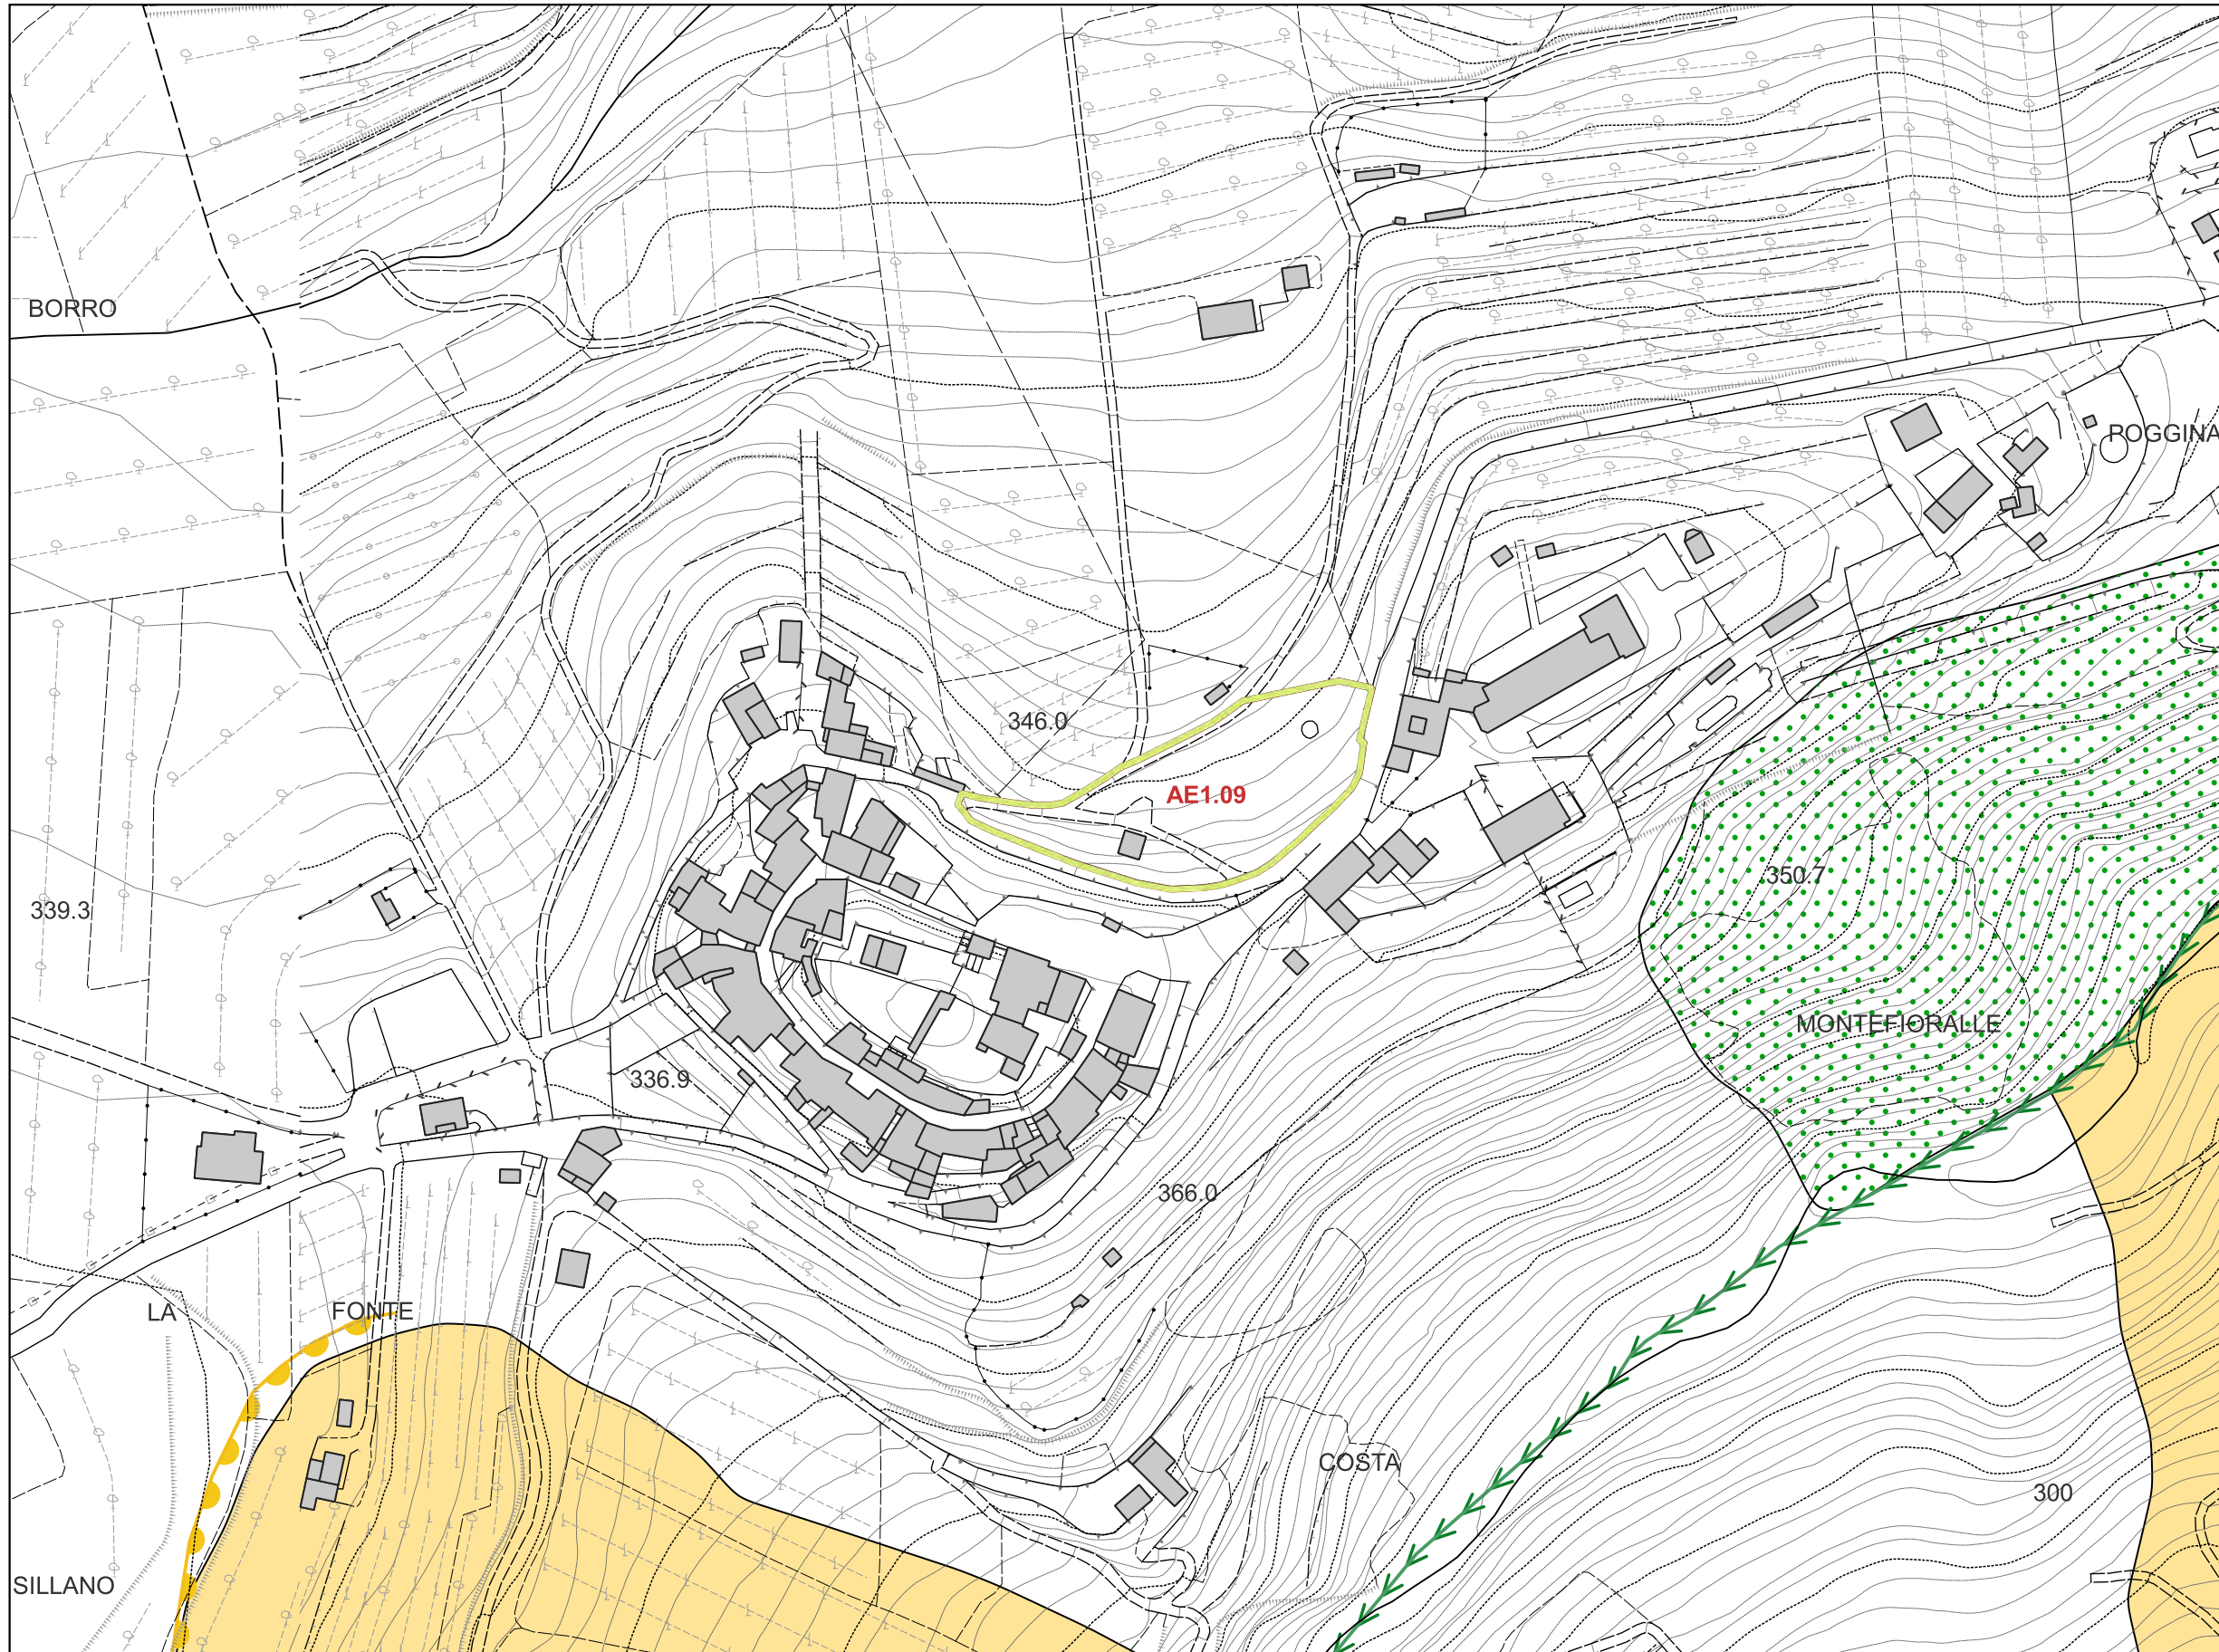 BORRO
POGGINA
346.0
AE1.09
350.7
339.3
MONTEFIORALLE
336.9
366.0
LA FONTE
COSTA
300
SILLANO